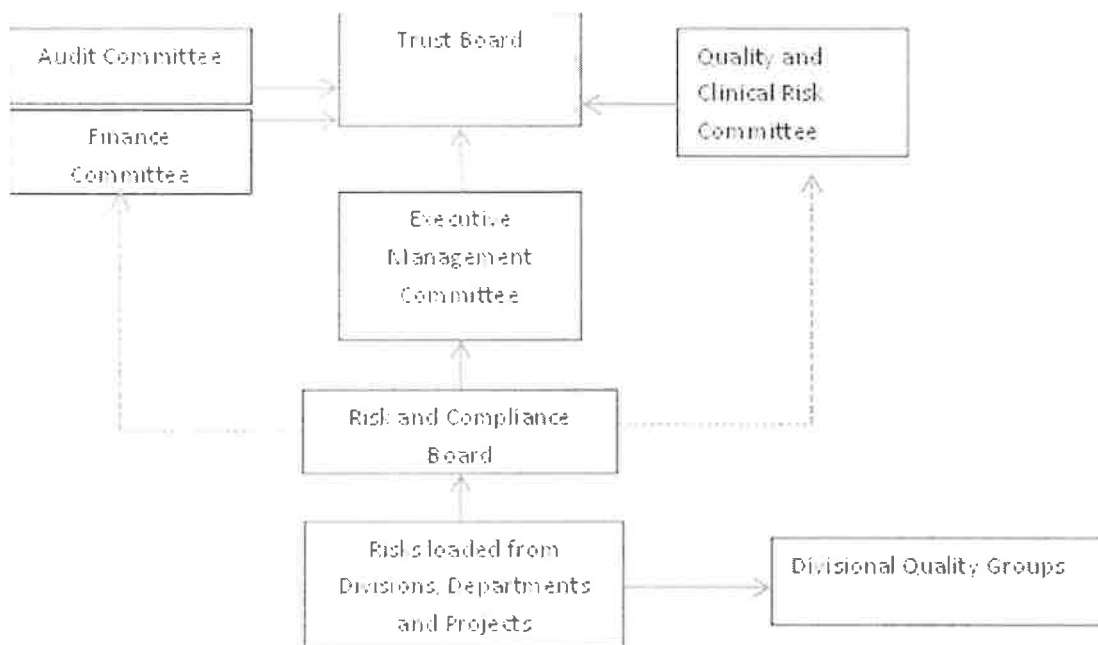 Audit Committee
Trust Board
Quality and
Clinical Risk
Committee
Finance
Committee
Executive
Management
Committee
Risk and Compliance
Board
Risks loaded from
Divisions, Departments
and Projects
Divisional Quality Groups